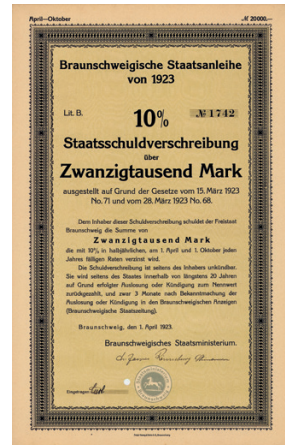 April—Oktober ℳ 20000.—
Braunschweigische Staatsanleihe
von 1923
Lit. B. 10% № 1742
Staatsschuldverschreibung
über
Zwanzigtausend Mark
ausgestellt auf Grund der Gesetze vom 15. März 1923
No. 71 und vom 28. März 1923 No. 68.
Dem Inhaber dieser Schuldverschreibung schuldet der Freistaat
Braunschweig die Summe von
Zwanzigtausend Mark
die mit 10%, in halbjährlichen, am 1. April und 1. Oktober jeden
Jahres fälligen Raten verzinst wird.
Die Schuldverschreibung ist seitens des Inhabers unkündbar.
Sie wird seitens des Staates innerhalb von längstens 20 Jahren
auf Grund erfolgter Auslosung oder Kündigung zum Nennwert
zurückgezahlt, und zwar 3 Monate nach Bekanntmachung der
Auslosung oder Kündigung in den Braunschweigischen Anzeigen
(Braunschweigische Staatszeitung).
Braunschweig, den 1. April 1923.
Braunschweigisches Staatsministerium.
Eingetragen: